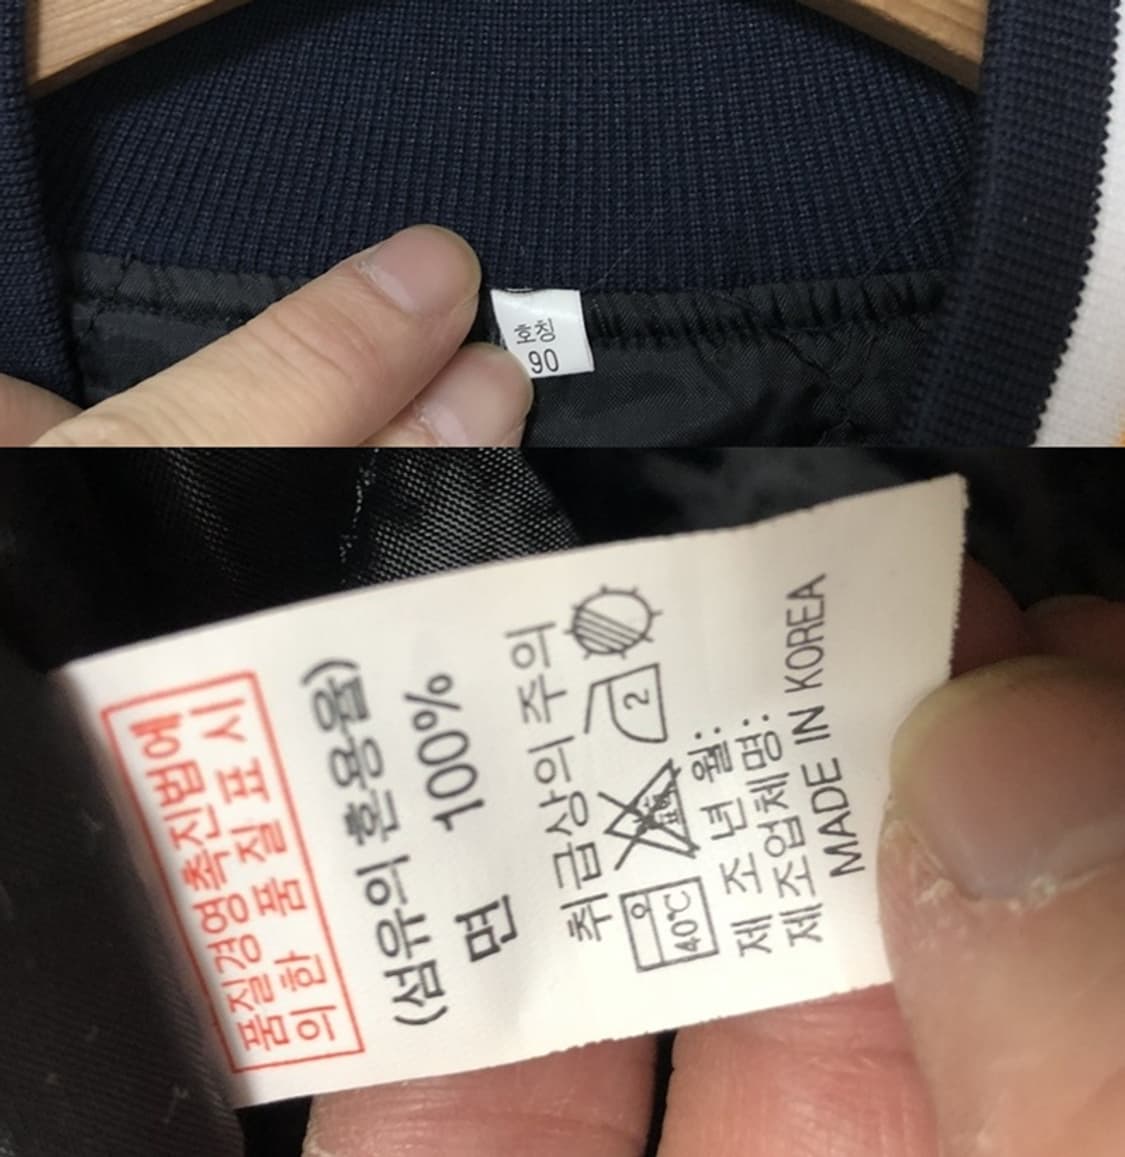 호칭
90
품질경영촉진법에
의한 품질표시
(섬유의 혼용율)
면 100%
취급상의 주의
40℃
2
제 조 년 월:
제조업체명:
MADE IN KOREA